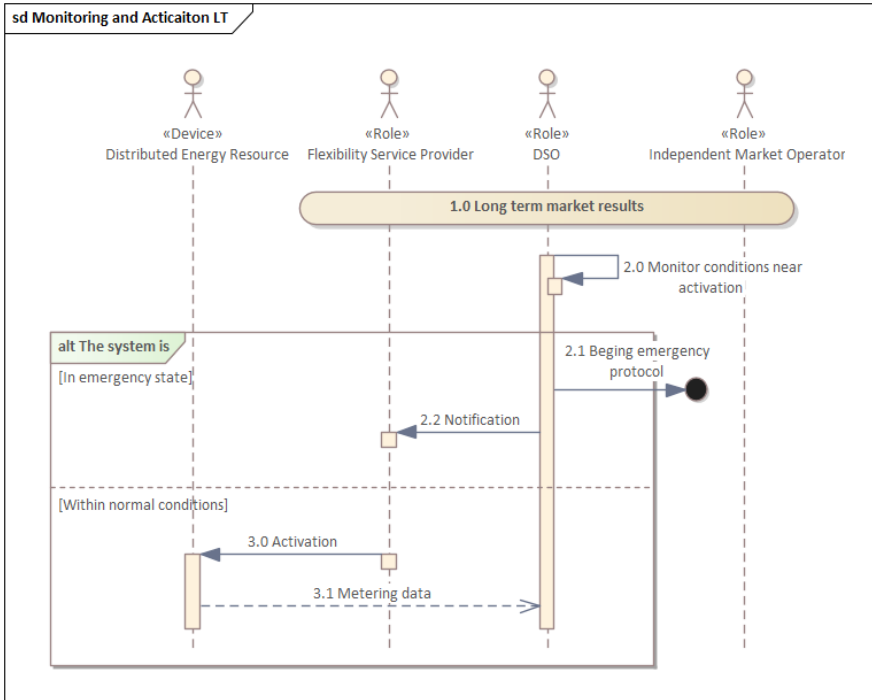 sd Monitoring and Acticaiton LT
«Device»
Distributed Energy Resource
«Role»
Flexibility Service Provider
«Role»
DSO
«Role»
Independent Market Operator
1.0 Long term market results
2.0 Monitor conditions near
activation
alt The system is
[In emergency state]
2.1 Beging emergency
protocol
2.2 Notification
[Within normal conditions]
3.0 Activation
3.1 Metering data